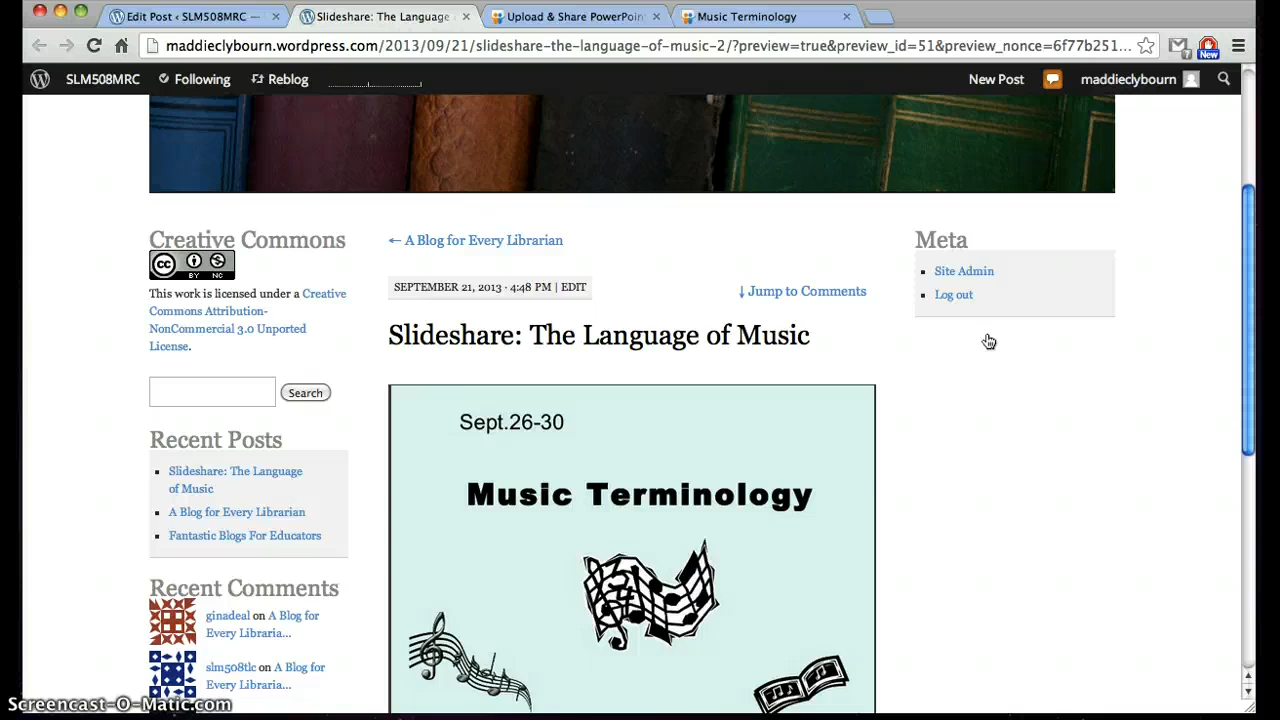 Edit Post ‹ SLM508MRC —
Slideshare: The Language
Upload & Share PowerPoin
Music Terminology
maddieclybourn.wordpress.com/2013/09/21/slideshare-the-language-of-music-2/?preview=true&preview_id=51&preview_nonce=6f77b251...
New
SLM508MRC
Following
Reblog
New Post
maddieclybourn
Creative Commons
CC BY NC
This work is licensed under a Creative
Commons Attribution-
NonCommercial 3.0 Unported
License.
Search
Recent Posts
Slideshare: The Language
of Music
A Blog for Every Librarian
Fantastic Blogs For Educators
Recent Comments
ginadeal on A Blog for
Every Libraria...
slm508tlc on A Blog for
Every Libraria...
← A Blog for Every Librarian
SEPTEMBER 21, 2013 · 4:48 PM | EDIT
↓ Jump to Comments
Slideshare: The Language of Music
Sept.26-30
Music Terminology
Meta
Site Admin
Log out
Screencast-O-Matic.com